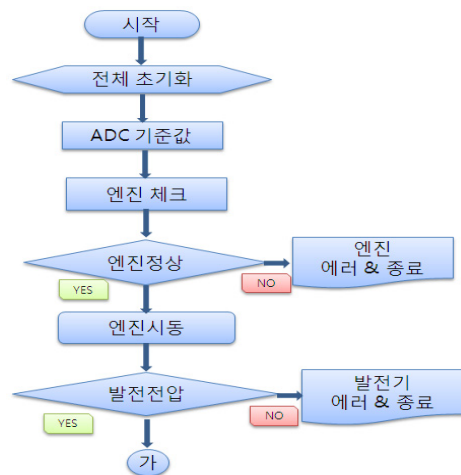 시작
전체 초기화
ADC 기준값
엔진 체크
엔진정상
YES
NO
엔진
에러 & 종료
엔진시동
발전전압
YES
NO
발전기
에러 & 종료
가